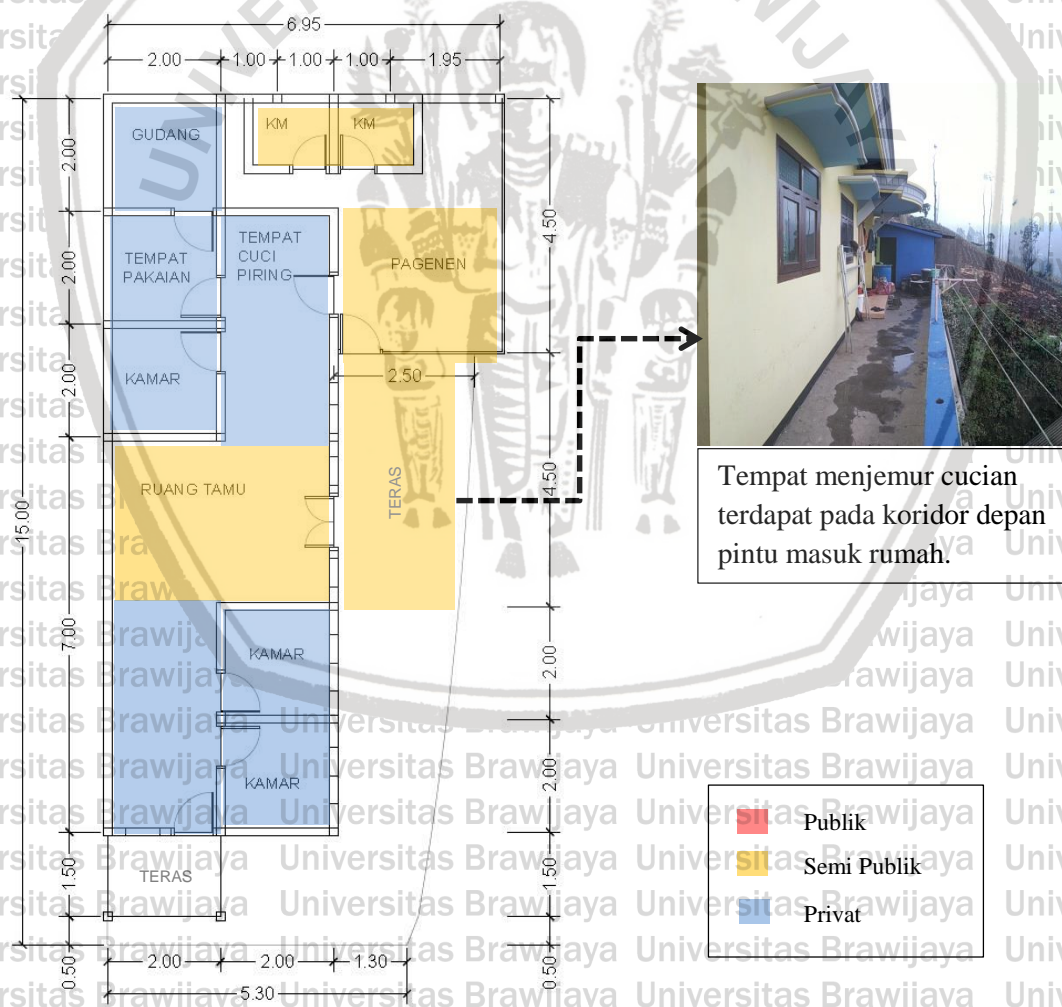 6.95
2.00 1.00 1.00 1.00 1.95
GUDANG
KM KM
2.00
4.50
TEMPAT
PAKAIAN
TEMPAT
CUCI
PIRING
PAGENEN
2.00
KAMAR
2.00
2.50
RUANG TAMU
TERAS
4.50
15.00
7.00
KAMAR
2.00
KAMAR
2.00
TERAS
1.50
1.50
0.50
0.50
2.00 2.00 1.30
5.30
Tempat menjemur cucian
terdapat pada koridor depan
pintu masuk rumah.
Publik
Semi Publik
Privat
Universitas Brawijaya